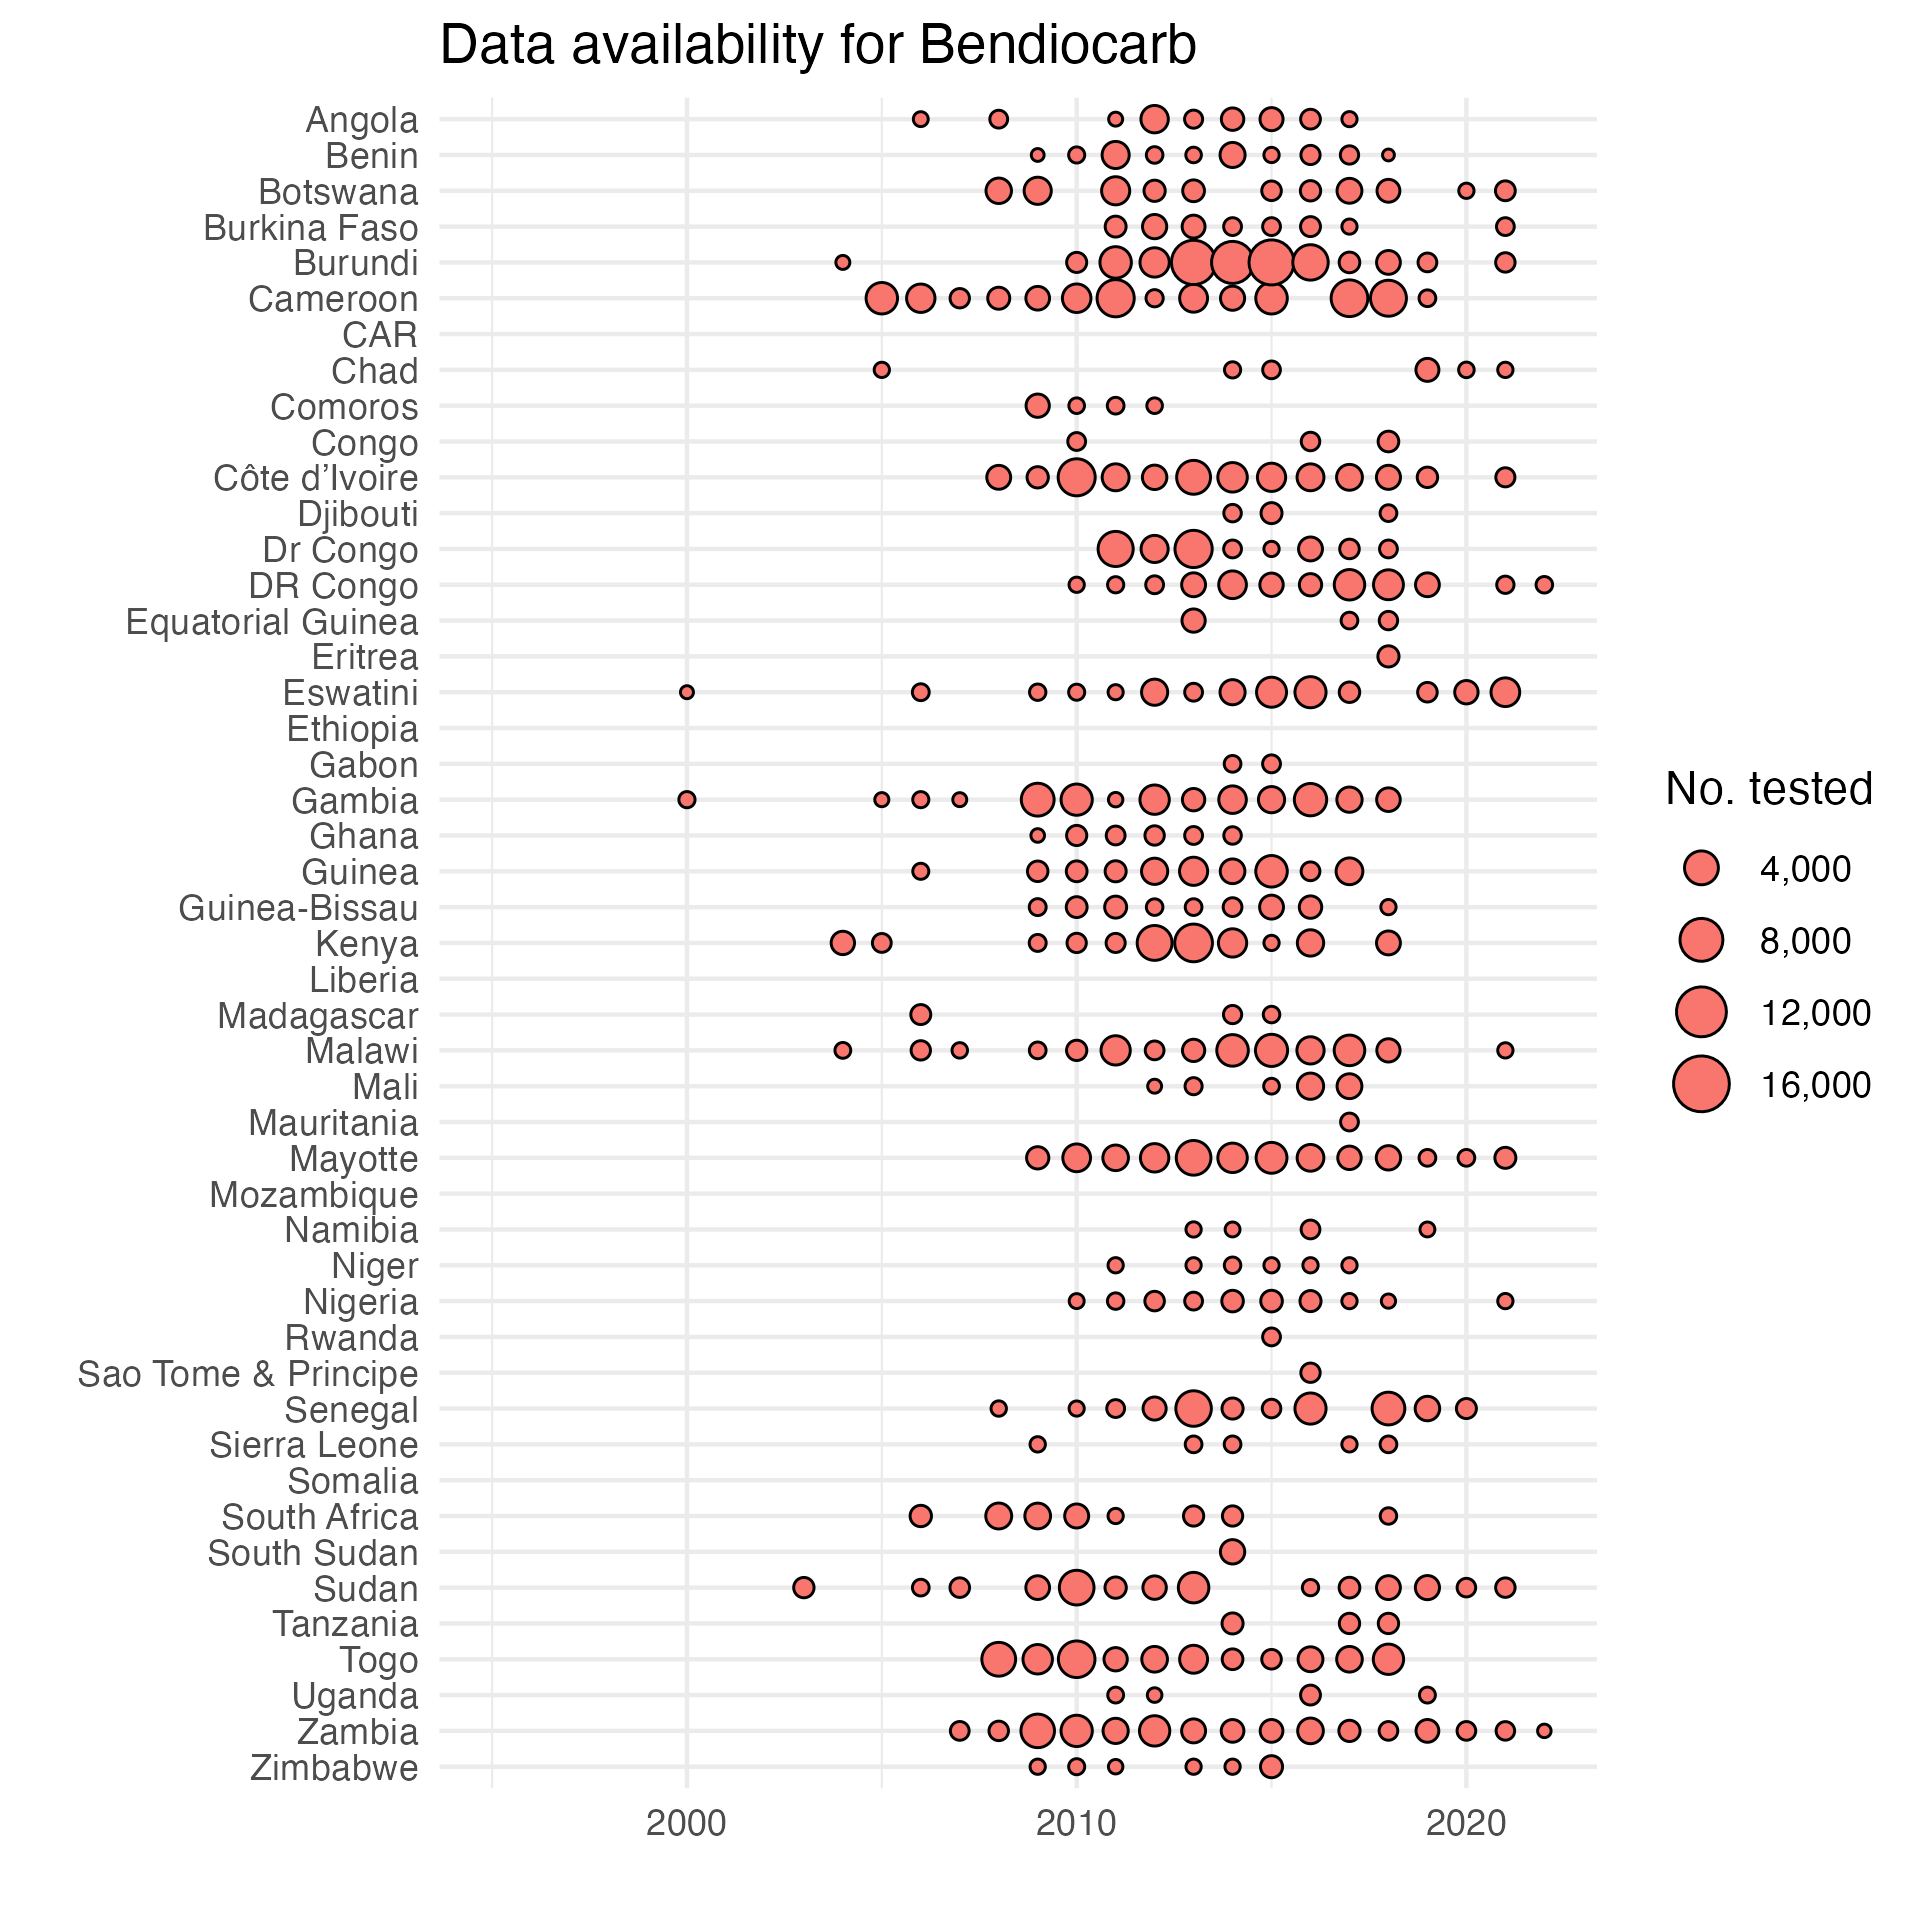 Data availability for Bendiocarb
Angola
Benin
Botswana
Burkina Faso
Burundi
Cameroon
CAR
Chad
Comoros
Congo
Côte d’Ivoire
Djibouti
Dr Congo
DR Congo
Equatorial Guinea
Eritrea
Eswatini
Ethiopia
Gabon
Gambia
Ghana
Guinea
Guinea-Bissau
Kenya
Liberia
Madagascar
Malawi
Mali
Mauritania
Mayotte
Mozambique
Namibia
Niger
Nigeria
Rwanda
Sao Tome & Principe
Senegal
Sierra Leone
Somalia
South Africa
South Sudan
Sudan
Tanzania
Togo
Uganda
Zambia
Zimbabwe
2000 2010 2020
No. tested
4,000
8,000
12,000
16,000